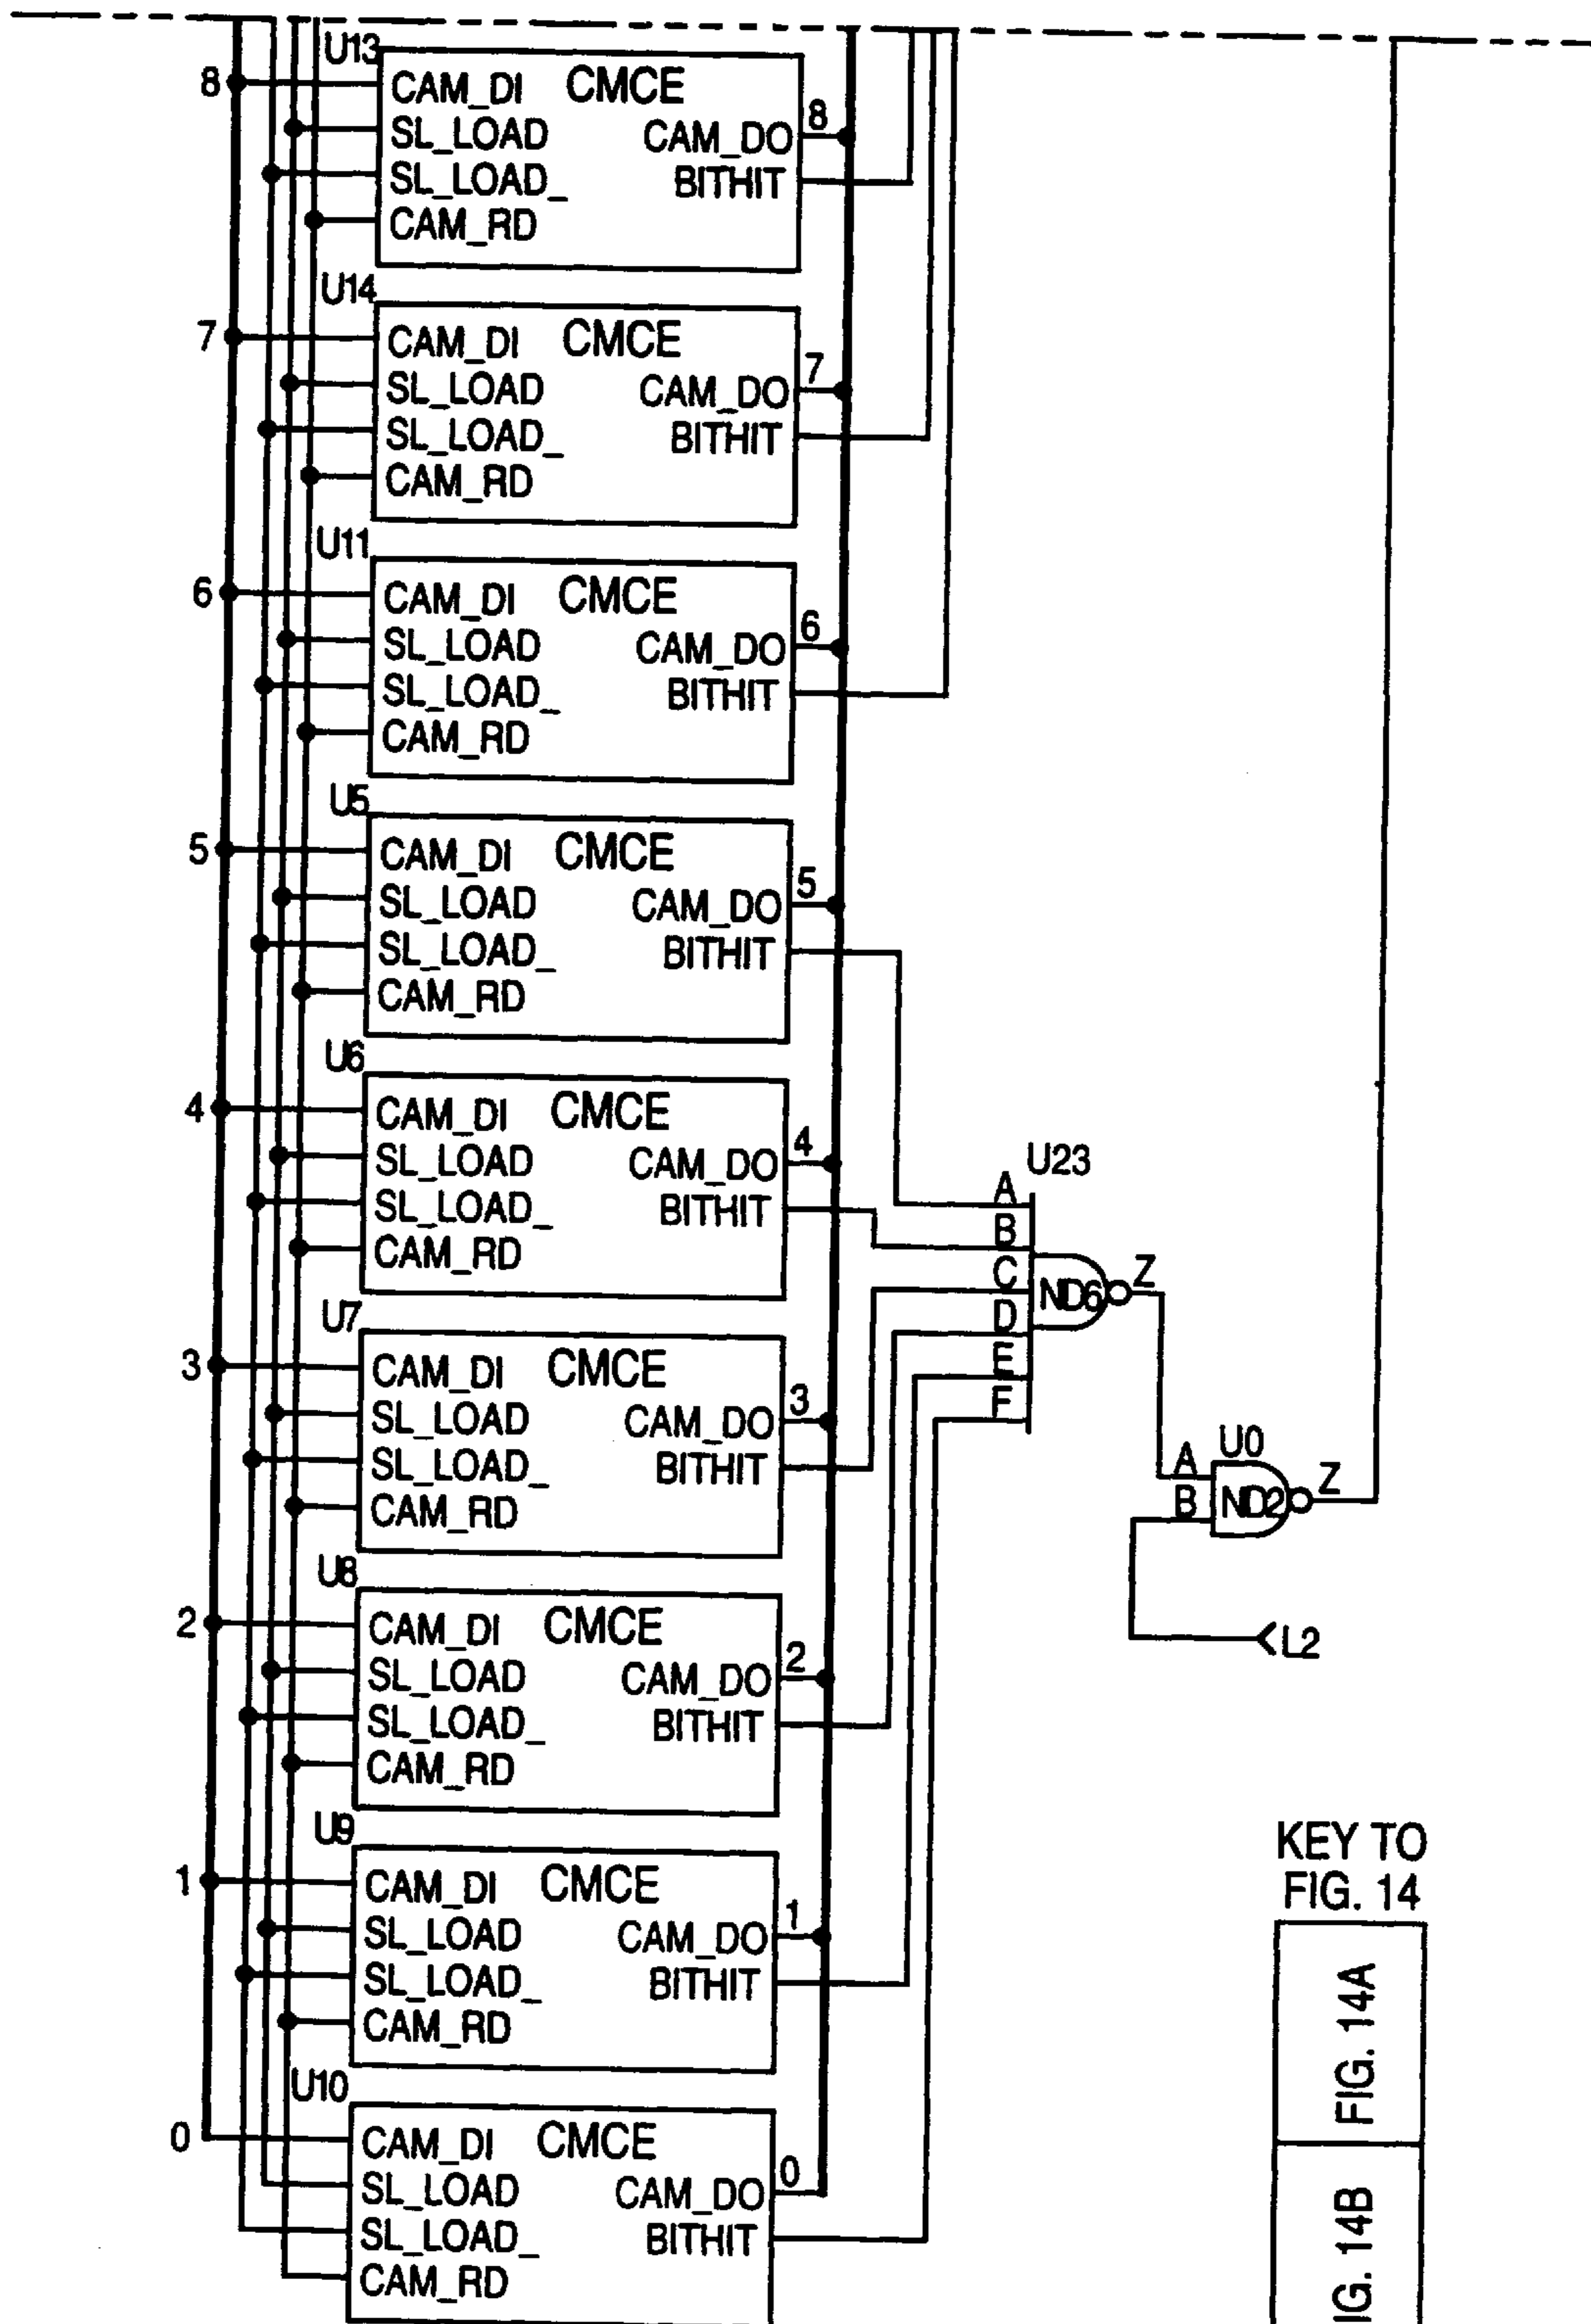 U13
8 CAM_DI CMCE
SL_LOAD CAM_DO 8
SL_LOAD_ BITHIT
CAM_RD
U14
7 CAM_DI CMCE
SL_LOAD CAM_DO 7
SL_LOAD_ BITHIT
CAM_RD
U11
6 CAM_DI CMCE
SL_LOAD CAM_DO 6
SL_LOAD_ BITHIT
CAM_RD
U5
5 CAM_DI CMCE
SL_LOAD CAM_DO 5
SL_LOAD_ BITHIT
CAM_RD
U6
4 CAM_DI CMCE
SL_LOAD CAM_DO 4
SL_LOAD_ BITHIT
CAM_RD
U7
3 CAM_DI CMCE
SL_LOAD CAM_DO 3
SL_LOAD_ BITHIT
CAM_RD
U8
2 CAM_DI CMCE
SL_LOAD CAM_DO 2
SL_LOAD_ BITHIT
CAM_RD
U9
1 CAM_DI CMCE
SL_LOAD CAM_DO 1
SL_LOAD_ BITHIT
CAM_RD
U10
0 CAM_DI CMCE
SL_LOAD CAM_DO 0
SL_LOAD_ BITHIT
CAM_RD
U23
A
B
C
D
E
F
ND6 Z
U0
A
B
ND2 Z
L2
KEY TO
FIG. 14
FIG. 14A
IG. 14B